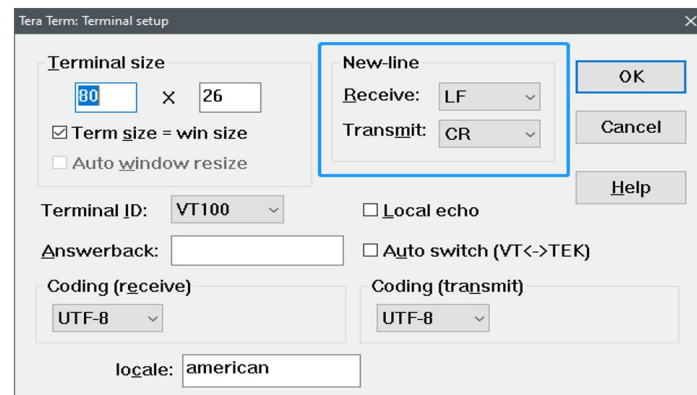 Tera Term: Terminal setup
Terminal size
80 X 26
Term size = win size
Auto window resize
New-line
Receive: LF
Transmit: CR
OK
Cancel
Help
Terminal ID: VT100
Local echo
Answerback:
Auto switch (VT<->TEK)
Coding (receive)
UTF-8
Coding (transmit)
UTF-8
locale: american